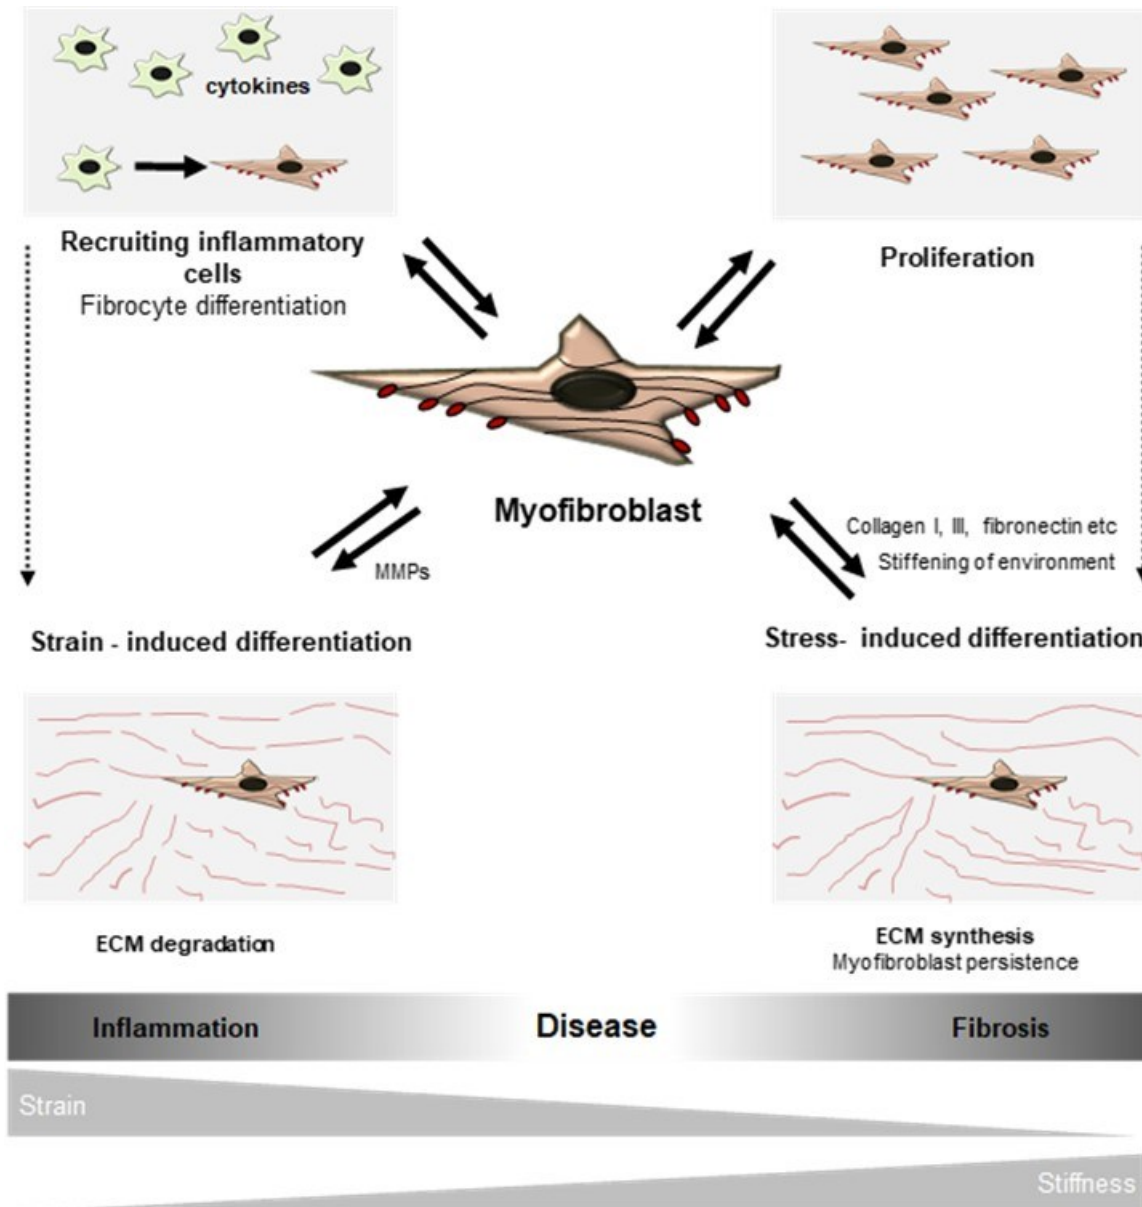 cytokines
Recruiting inflammatory
cells
Fibrocyte differentiation
Proliferation
Myofibroblast
MMPs
Collagen I, III, fibronectin etc
Stiffening of environment
Strain - induced differentiation
Stress- induced differentiation
ECM degradation
ECM synthesis
Myofibroblast persistence
Inflammation
Disease
Fibrosis
Strain
Stiffness